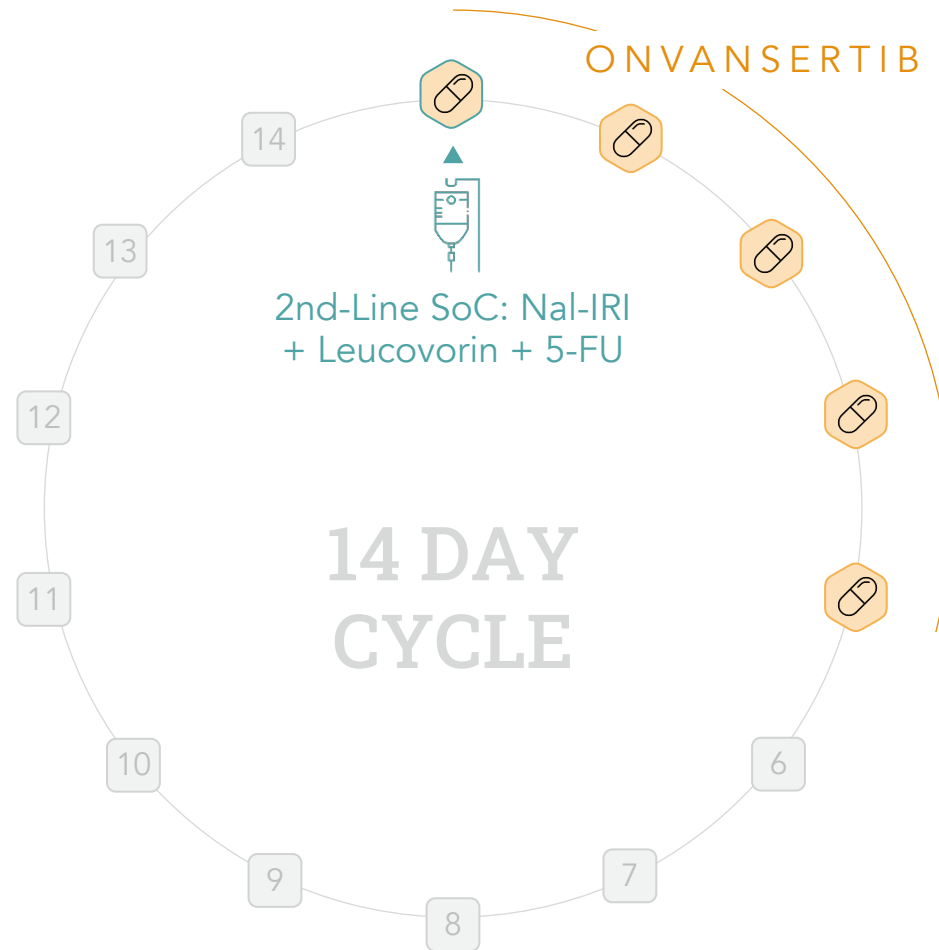 ONVANSERTIB
14
13
2nd-Line SoC: Nal-IRI
+ Leucovorin + 5-FU
12
14 DAY
CYCLE
11
10
6
9
7
8